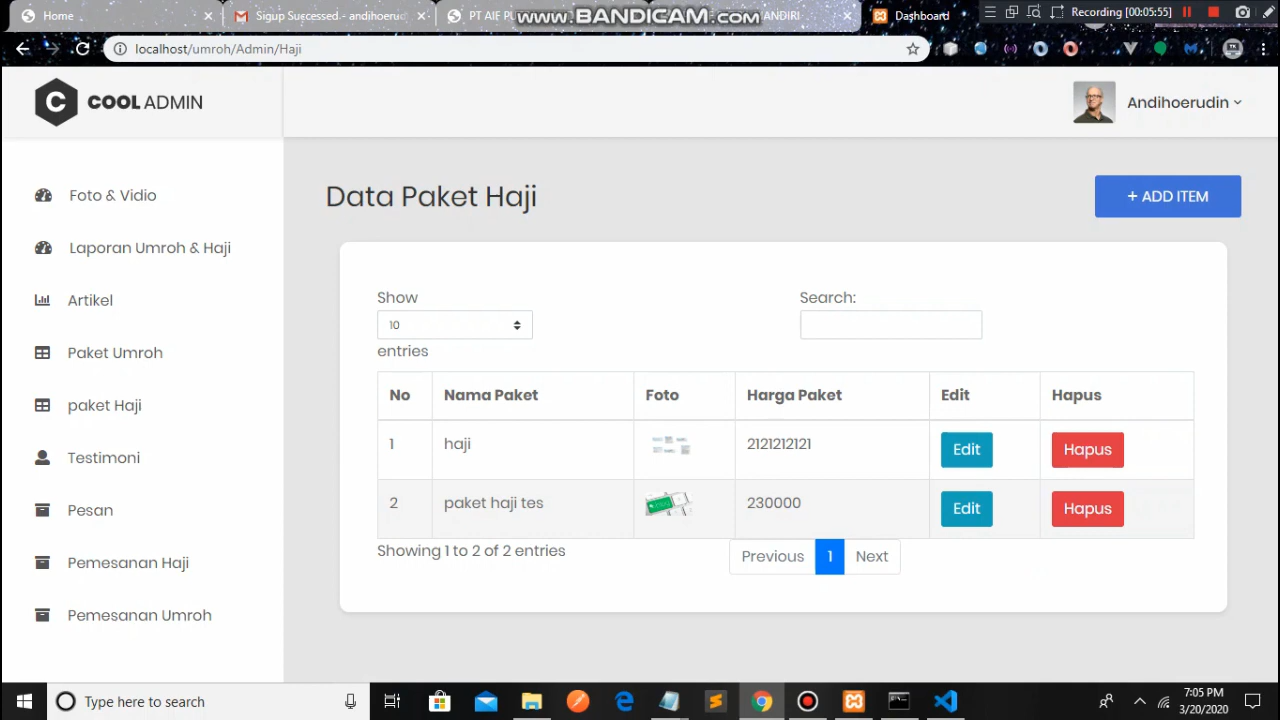 Home
Sigup Successed - andihoerud
PT AIF PU
ANDIRI
Dashboard
www.BANDICAM.com
Recording [00:05:55]
localhost/umroh/Admin/Haji
C COOL ADMIN
Andihoerudin
Foto & Vidio
Laporan Umroh & Haji
Artikel
Paket Umroh
paket Haji
Testimoni
Pesan
Pemesanan Haji
Pemesanan Umroh
Data Paket Haji
+ ADD ITEM
Show
10
entries
Search:
No Nama Paket Foto Harga Paket Edit Hapus
1 haji 2121212121 Edit Hapus
2 paket haji tes 230000 Edit Hapus
Showing 1 to 2 of 2 entries
Previous 1 Next
Type here to search
7:05 PM
3/20/2020